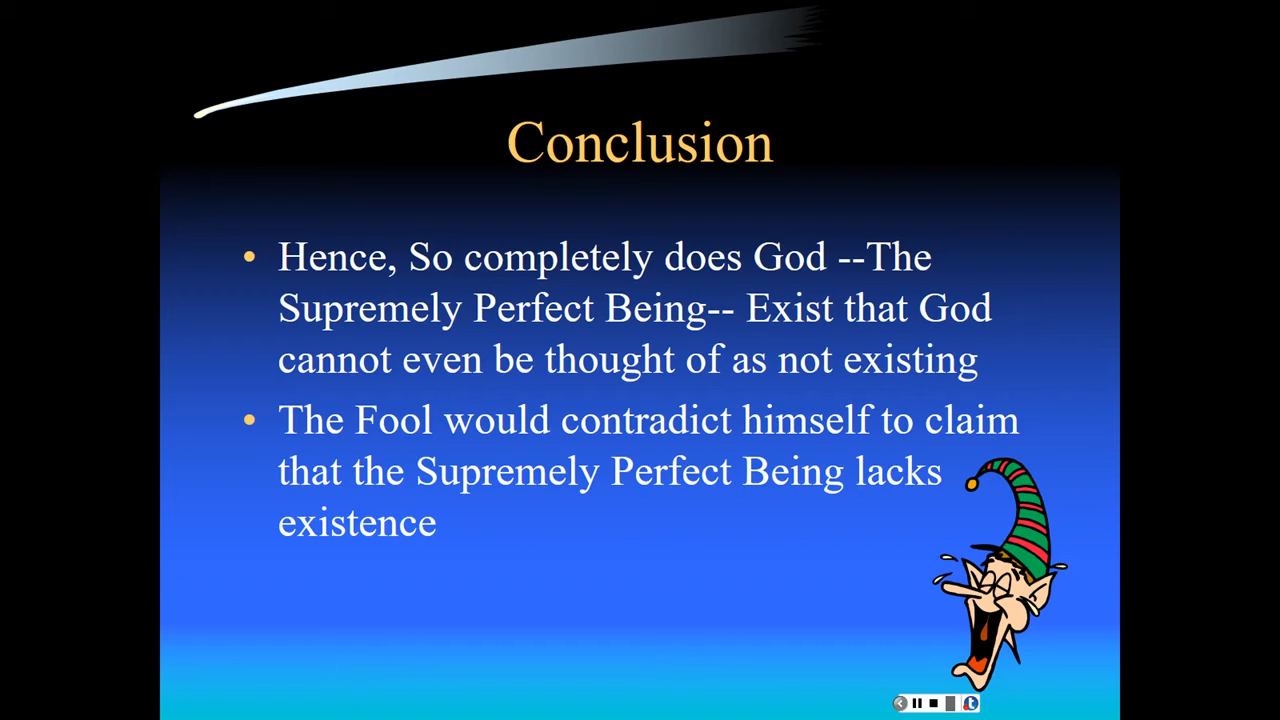 Conclusion
• Hence, So completely does God --The
Supremely Perfect Being-- Exist that God
cannot even be thought of as not existing
• The Fool would contradict himself to claim
that the Supremely Perfect Being lacks
existence